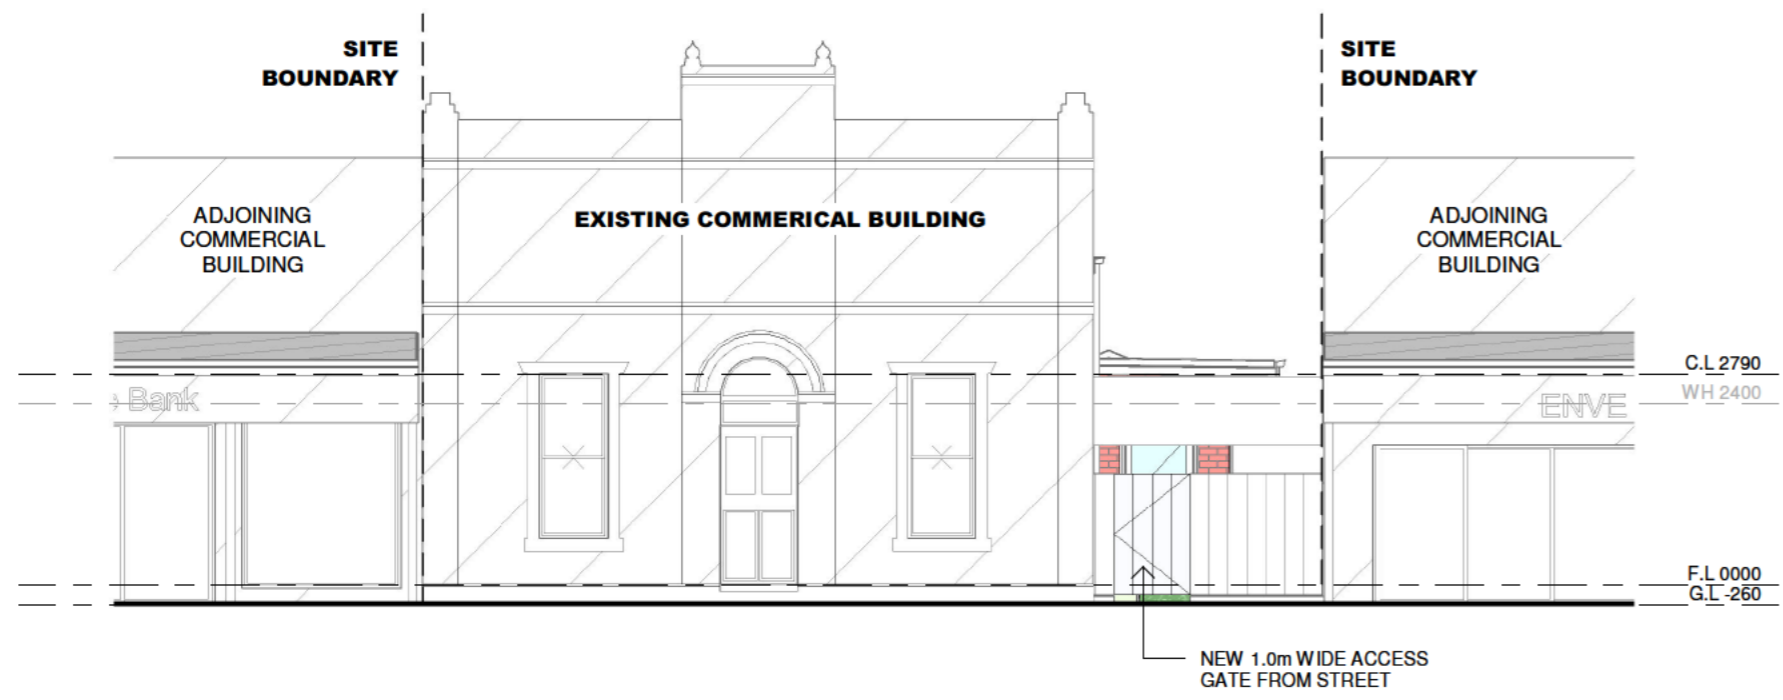 SITE
BOUNDARY
SITE
BOUNDARY
ADJOINING
COMMERCIAL
BUILDING
EXISTING COMMERICAL BUILDING
ADJOINING
COMMERCIAL
BUILDING
C.L 2790
Bank
WH 2400
ENVE
F.L 0000
G.L -260
NEW 1.0m WIDE ACCESS
GATE FROM STREET